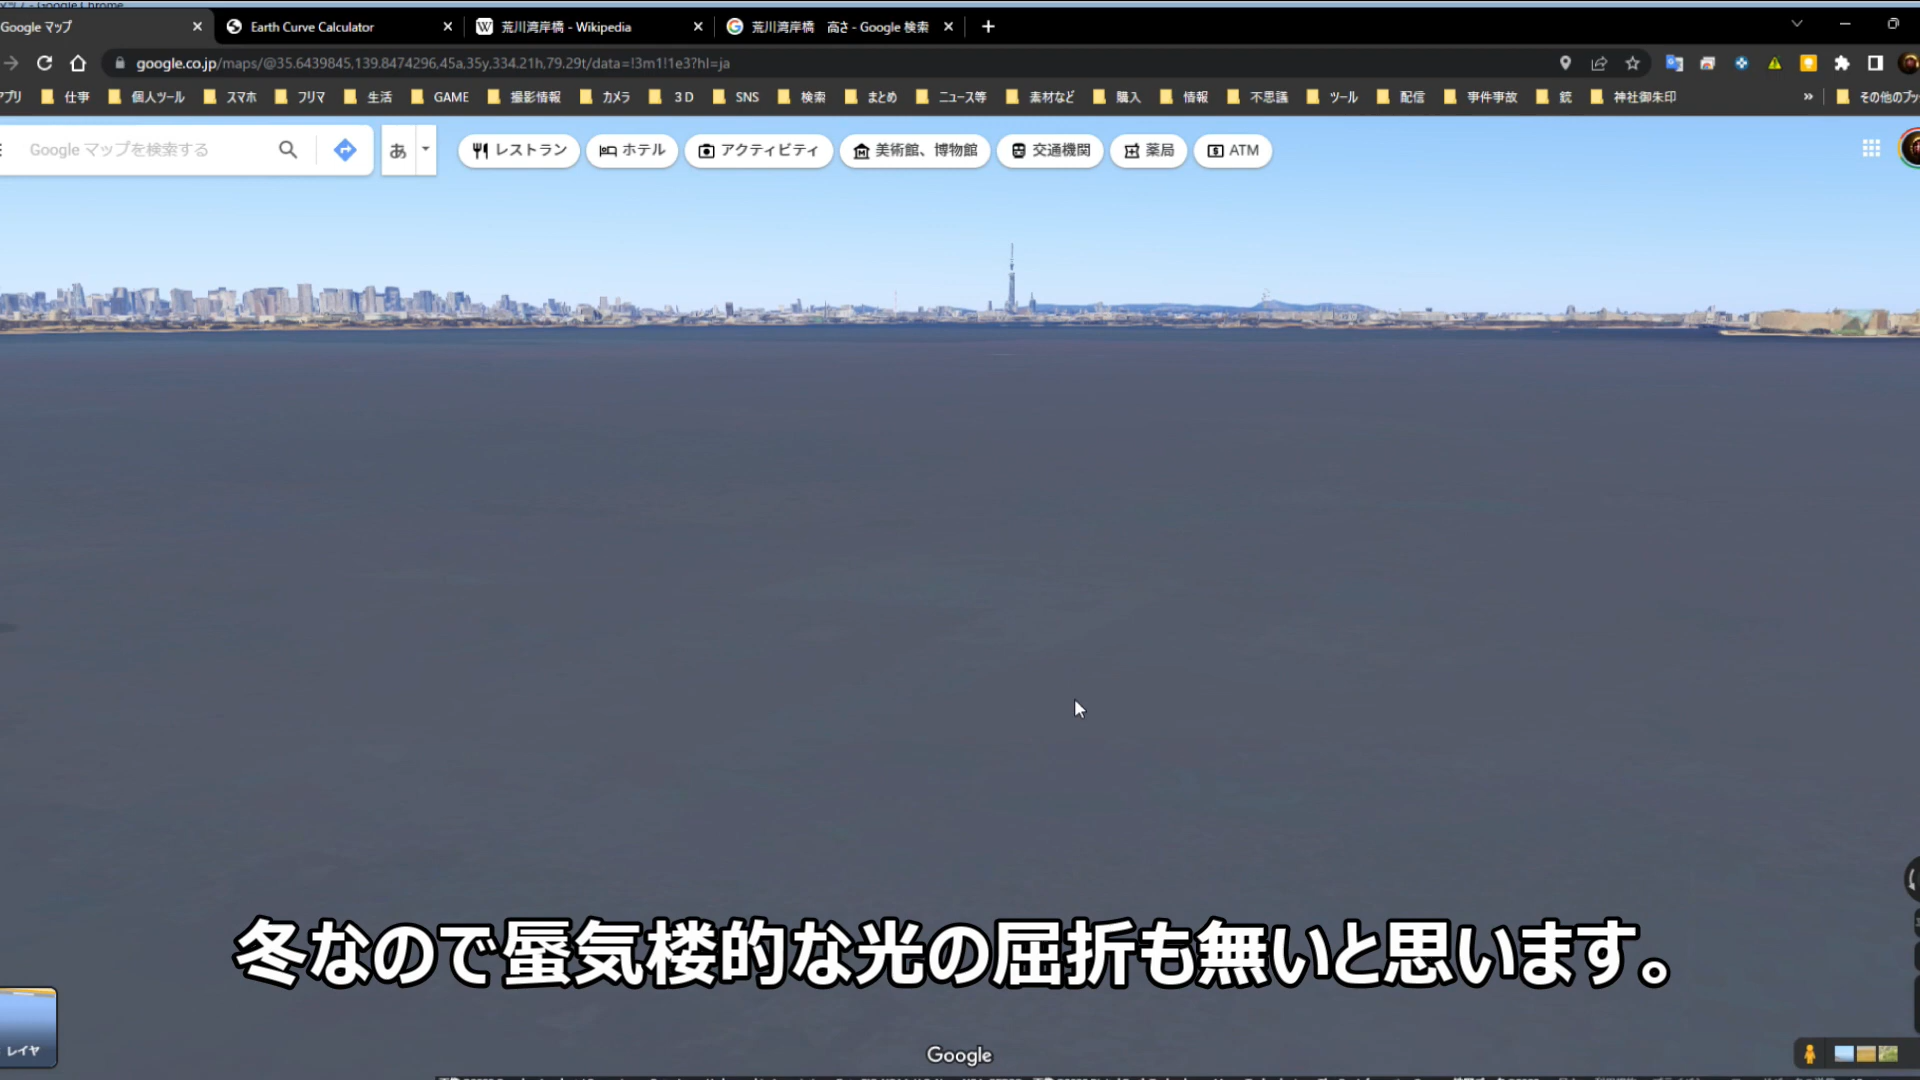 Google マップ
Earth Curve Calculator
荒川湾岸橋 - Wikipedia
荒川湾岸橋　高さ - Google 検索
google.co.jp/maps/@35.6439845,139.8474296,45a,35y,334.21h,79.29t/data=!3m1!1e3?hl=ja
アプリ 仕事 個人ツール スマホ フリマ 生活 GAME 撮影情報 カメラ 3D SNS 検索 まとめ ニュース等 素材など 購入 情報 不思議 ツール 配信 事件事故 銃 神社御朱印 » その他のブッ
Google マップを検索する
あ
レストラン
ホテル
アクティビティ
美術館、博物館
交通機関
薬局
ATM
冬なので蜃気楼的な光の屈折も無いと思います。
レイヤ
Google